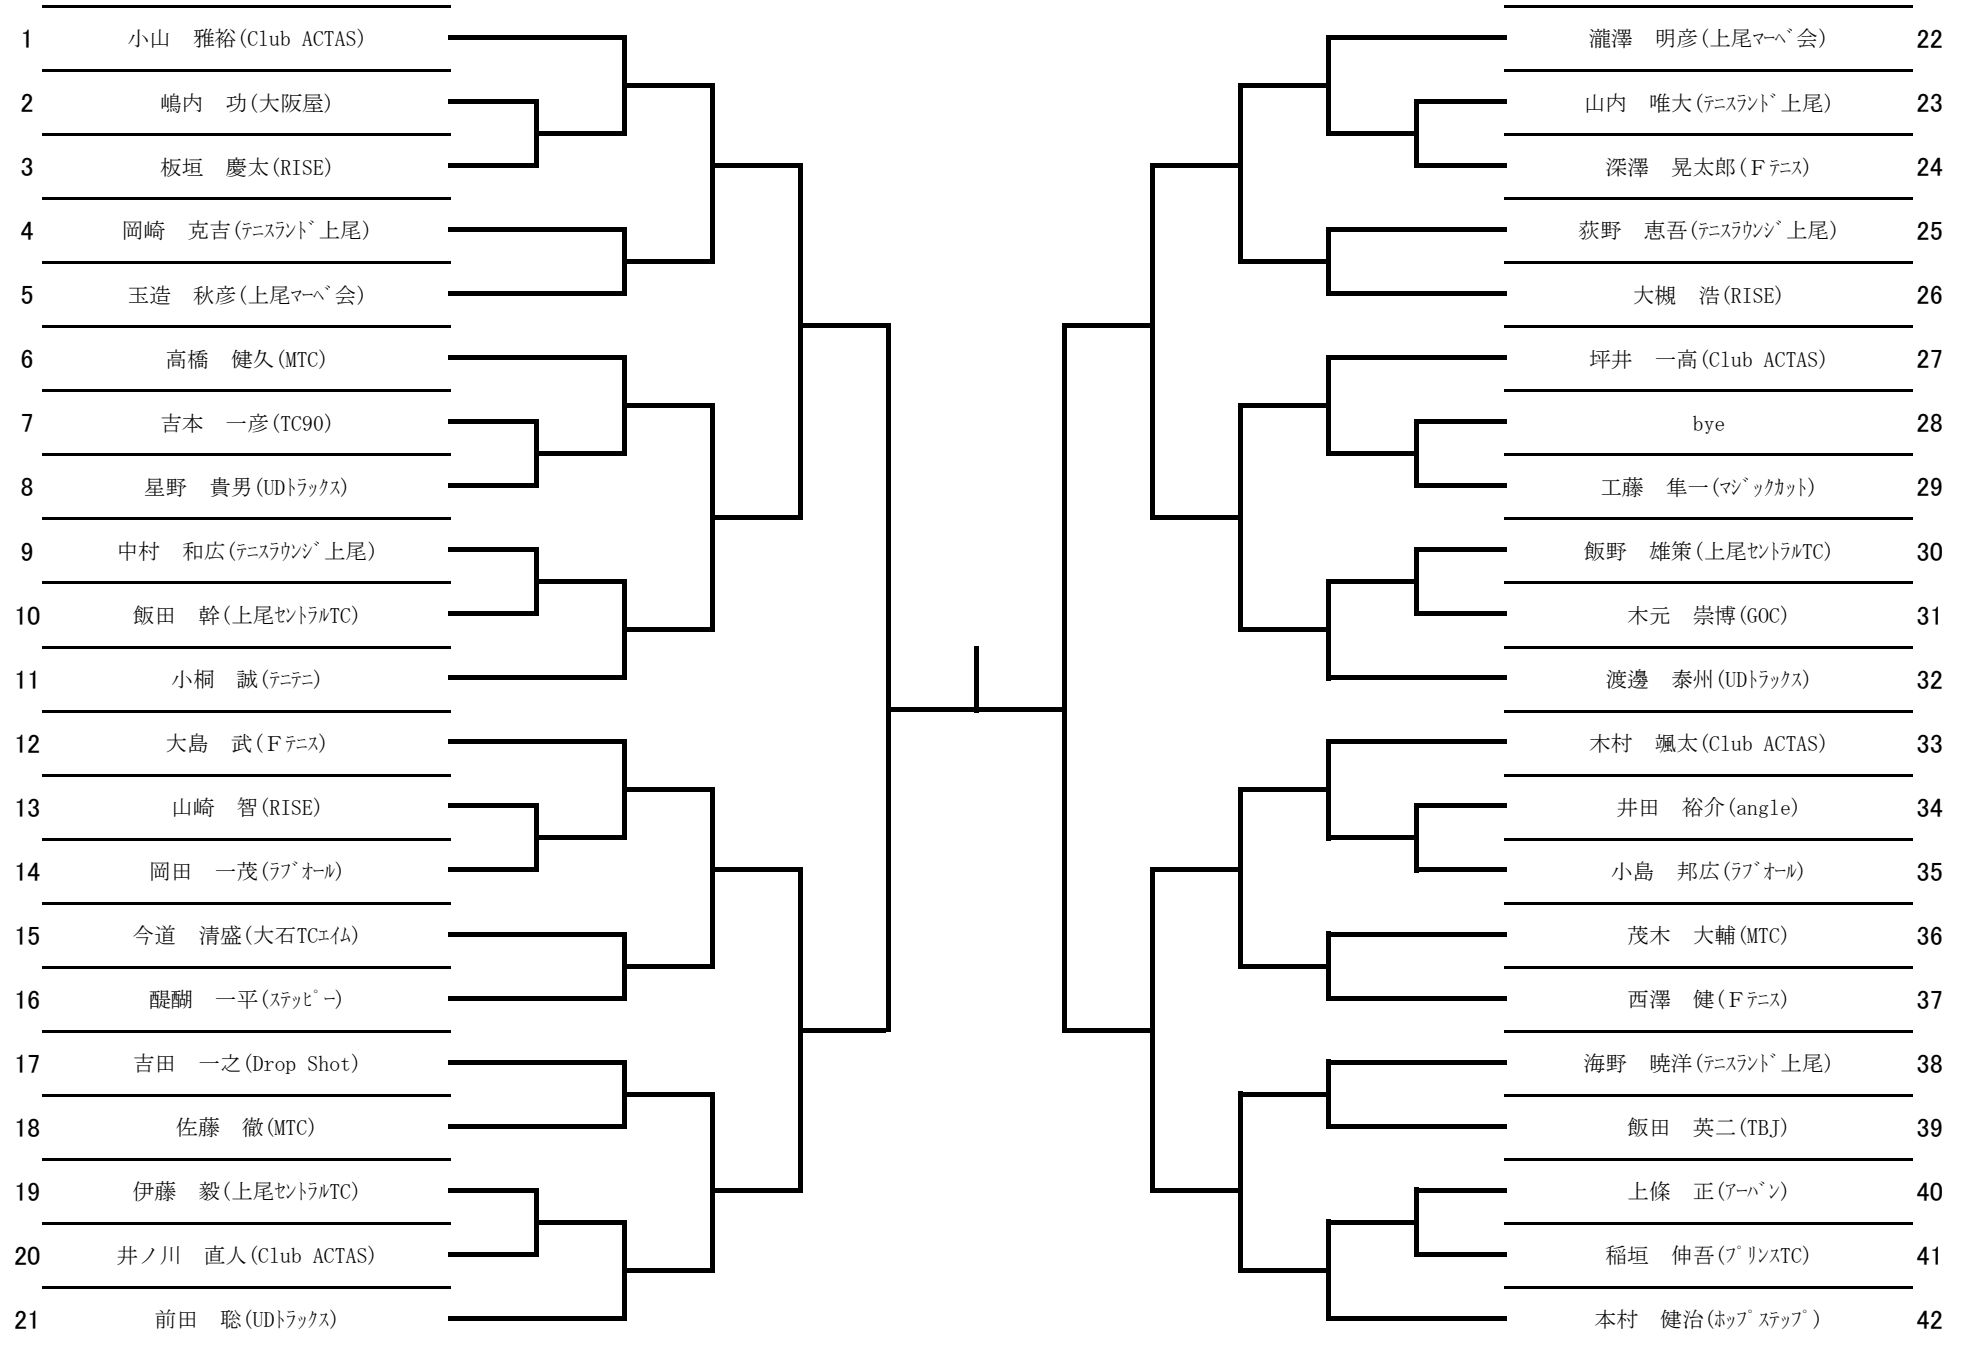 1 小山　雅裕(Club ACTAS)
2 嶋内　功(大阪屋)
3 板垣　慶太(RISE)
4 岡崎　克吉(ﾃﾆｽﾗﾝﾄﾞ上尾)
5 玉造　秋彦(上尾ﾏｰﾍﾞ会)
6 高橋　健久(MTC)
7 吉本　一彦(TC90)
8 星野　貴男(UDﾄﾗｯｸｽ)
9 中村　和広(ﾃﾆｽﾗｳﾝｼﾞ上尾)
10 飯田　幹(上尾ｾﾝﾄﾗﾙTC)
11 小桐　誠(ﾃﾆﾃﾆ)
12 大島　武(Ｆﾃﾆｽ)
13 山崎　智(RISE)
14 岡田　一茂(ﾗﾌﾞｵｰﾙ)
15 今道　清盛(大石TCｴｲﾑ)
16 醍醐　一平(ｽﾃｯﾋﾟｰ)
17 吉田　一之(Drop Shot)
18 佐藤　徹(MTC)
19 伊藤　毅(上尾ｾﾝﾄﾗﾙTC)
20 井ノ川　直人(Club ACTAS)
21 前田　聡(UDﾄﾗｯｸｽ)
瀧澤　明彦(上尾ﾏｰﾍﾞ会) 22
山内　唯大(ﾃﾆｽﾗﾝﾄﾞ上尾) 23
深澤　晃太郎(Ｆﾃﾆｽ) 24
荻野　恵吾(ﾃﾆｽﾗｳﾝｼﾞ上尾) 25
大槻　浩(RISE) 26
坪井　一高(Club ACTAS) 27
bye 28
工藤　隼一(ﾏｼﾞｯｸｶｯﾄ) 29
飯野　雄策(上尾ｾﾝﾄﾗﾙTC) 30
木元　崇博(GOC) 31
渡邊　泰州(UDﾄﾗｯｸｽ) 32
木村　颯太(Club ACTAS) 33
井田　裕介(angle) 34
小島　邦広(ﾗﾌﾞｵｰﾙ) 35
茂木　大輔(MTC) 36
西澤　健(Ｆﾃﾆｽ) 37
海野　暁洋(ﾃﾆｽﾗﾝﾄﾞ上尾) 38
飯田　英二(TBJ) 39
上條　正(ｱｰﾊﾞﾝ) 40
稲垣　伸吾(ﾌﾟﾘﾝｽTC) 41
本村　健治(ﾎｯﾌﾟｽﾃｯﾌﾟ) 42